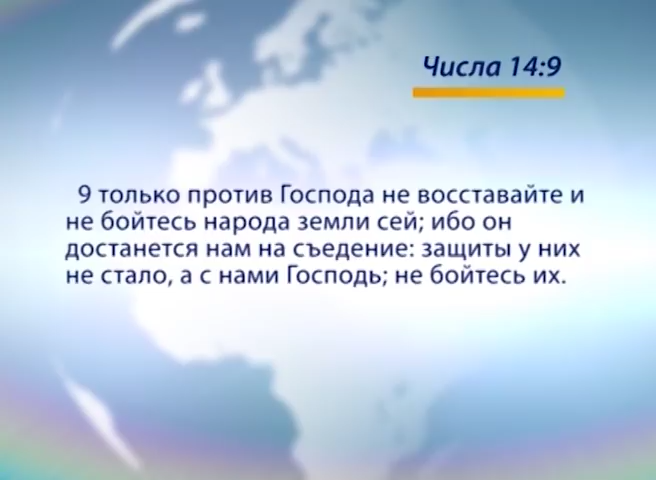 Числа 14:9
9 только против Господа не восставайте и
не бойтесь народа земли сей; ибо он
достанется нам на съедение: защиты у них
не стало, а с нами Господь; не бойтесь их.